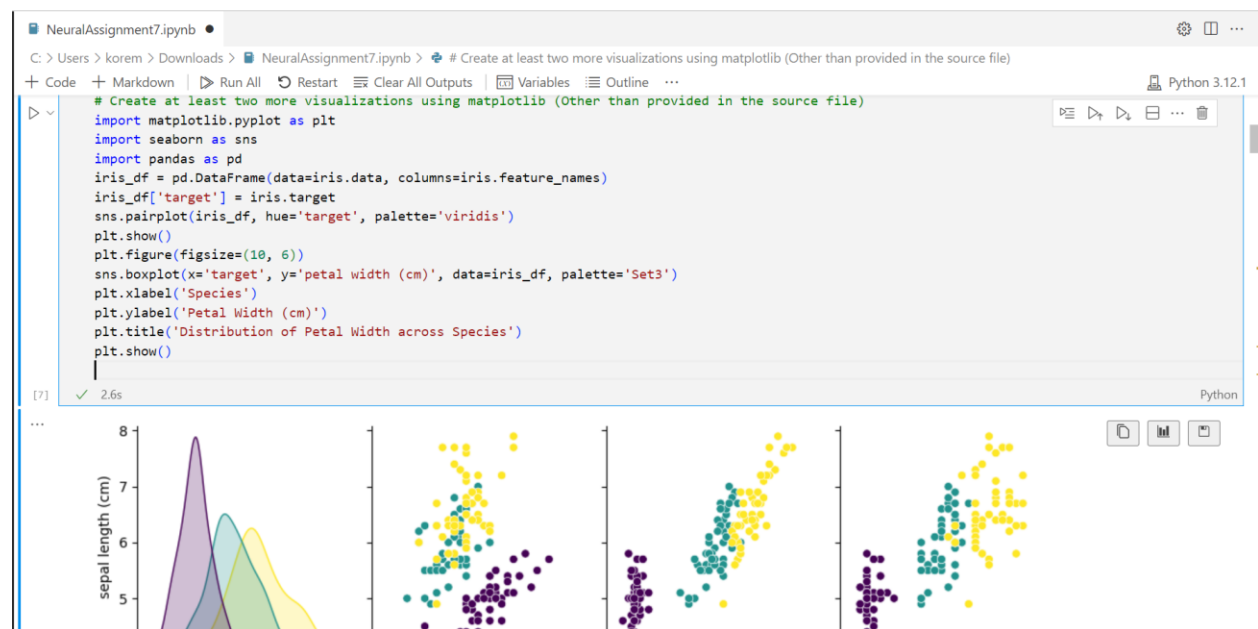 NeuralAssignment7.ipynb ●
C: > Users > korem > Downloads > NeuralAssignment7.ipynb > # Create at least two more visualizations using matplotlib (Other than provided in the source file)
+ Code + Markdown Run All Restart Clear All Outputs Variables Outline ... Python 3.12.1
# Create at least two more visualizations using matplotlib (Other than provided in the source file)
import matplotlib.pyplot as plt
import seaborn as sns
import pandas as pd
iris_df = pd.DataFrame(data=iris.data, columns=iris.feature_names)
iris_df['target'] = iris.target
sns.pairplot(iris_df, hue='target', palette='viridis')
plt.show()
plt.figure(figsize=(10, 6))
sns.boxplot(x='target', y='petal width (cm)', data=iris_df, palette='Set3')
plt.xlabel('Species')
plt.ylabel('Petal Width (cm)')
plt.title('Distribution of Petal Width across Species')
plt.show()
[7] 2.6s Python
8
7
6
5
sepal length (cm)